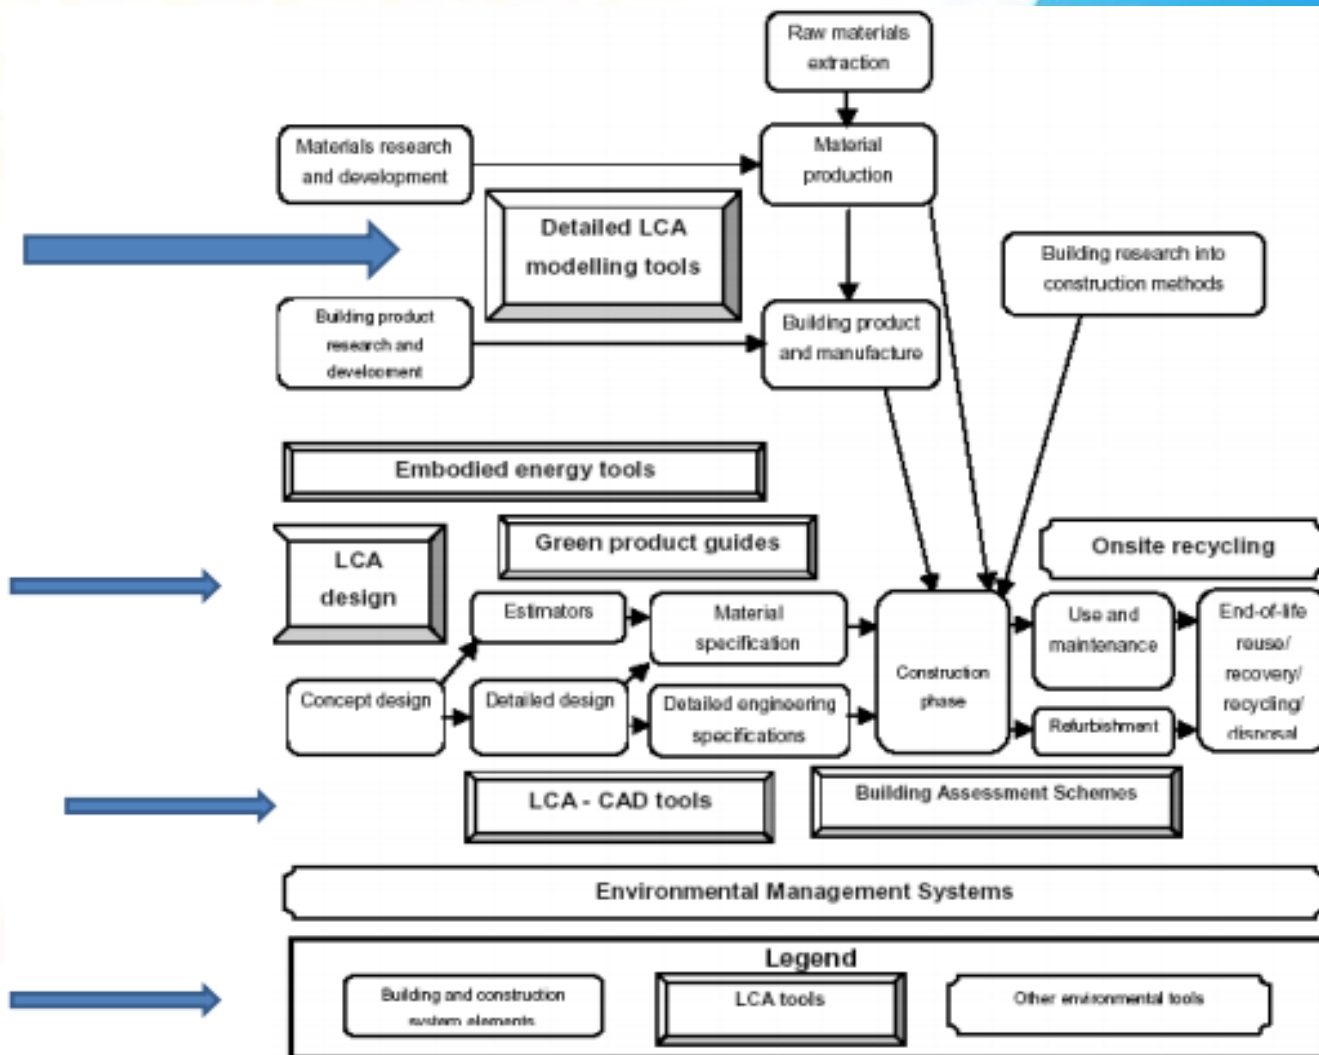 Raw materials
extraction
Materials research
and development
Material
production
Detailed LCA
modelling tools
Building research into
construction methods
Building product
research and
development
Building product
and manufacture
Embodied energy tools
Green product guides
Onsite recycling
LCA
design
Estimators
Material
specification
Use and
maintenance
End-of-life
reuse/
recovery/
recycling/
disposal
Construction
phase
Concept design
Detailed design
Detailed engineering
specifications
Refurbishment
LCA - CAD tools
Building Assessment Schemes
Environmental Management Systems
Legend
Building and construction
system elements
LCA tools
Other environmental tools